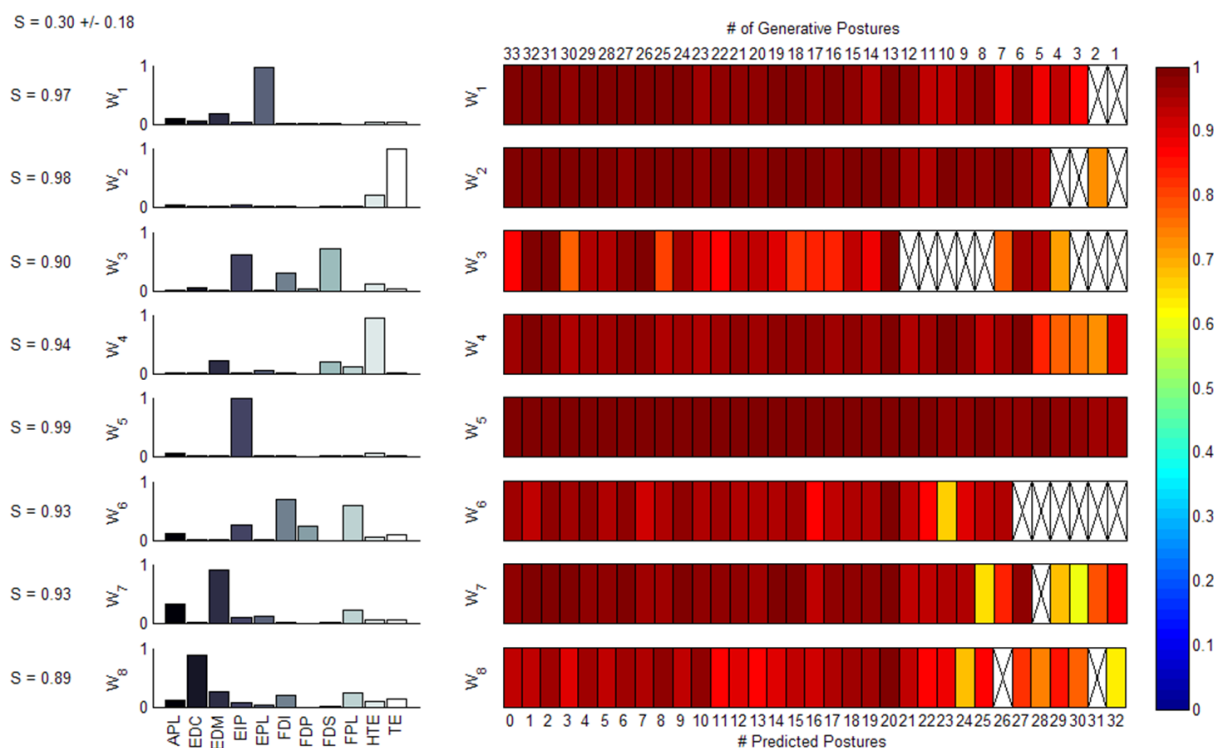 S = 0.30 +/- 0.18
# of Generative Postures
33 32 31 30 29 28 27 26 25 24 23 22 21 20 19 18 17 16 15 14 13 12 11 10 9 8 7 6 5 4 3 2 1
S = 0.97
W1
1
0
S = 0.98
W2
1
0
S = 0.90
W3
1
0
S = 0.94
W4
1
0
S = 0.99
W5
1
0
S = 0.93
W6
1
0
S = 0.93
W7
1
0
S = 0.89
W8
1
0
APL EDC EDM EIP EPL FDI FDP FDS FPL HTE TE
W1
W2
W3
W4
W5
W6
W7
W8
0 1 2 3 4 5 6 7 8 9 10 11 12 13 14 15 16 17 18 19 20 21 22 23 24 25 26 27 28 29 30 31 32
# Predicted Postures
1
0.9
0.8
0.7
0.6
0.5
0.4
0.3
0.2
0.1
0